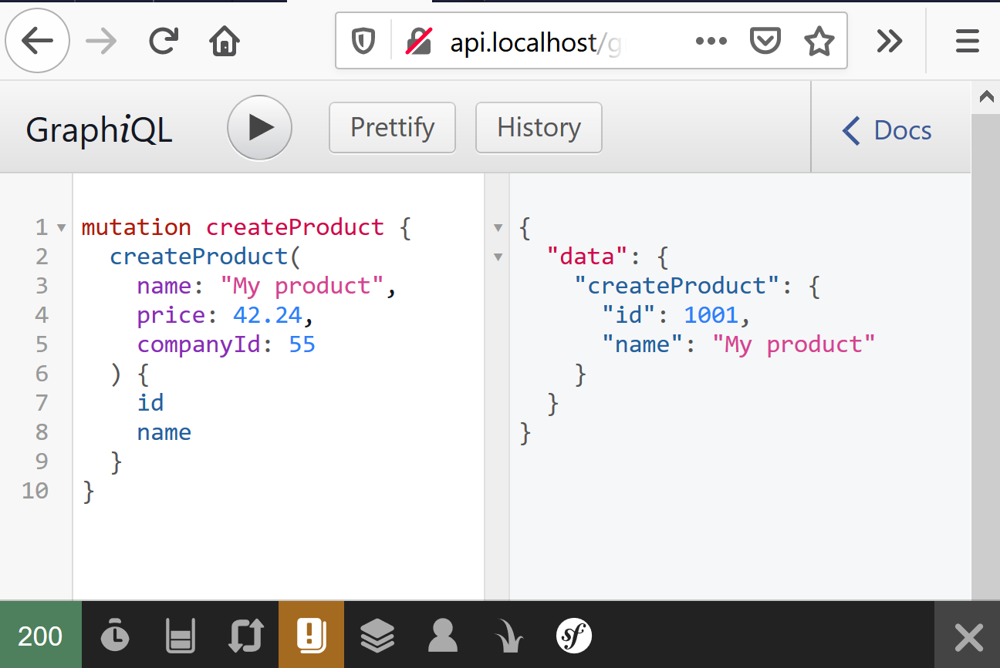 api.localhost/g
GraphiQL
Prettify
History
Docs
1 mutation createProduct {
2 createProduct(
3 name: "My product",
4 price: 42.24,
5 companyId: 55
6 ) {
7 id
8 name
9 }
10 }
{
"data": {
"createProduct": {
"id": 1001,
"name": "My product"
}
}
}
200
sf